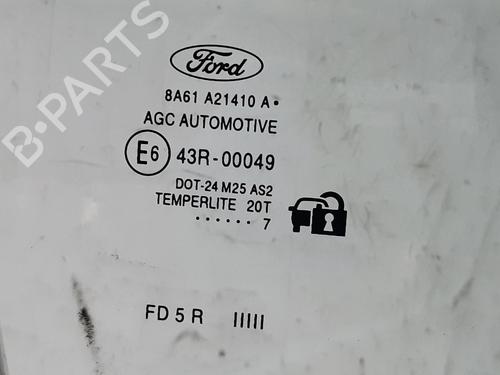 B-PARTS
Ford
8A61 A21410 A•
AGC AUTOMOTIVE
E6 43R-00049
DOT-24 M25 AS2
TEMPERLITE 20T
...... 7
FD 5 R IIIII